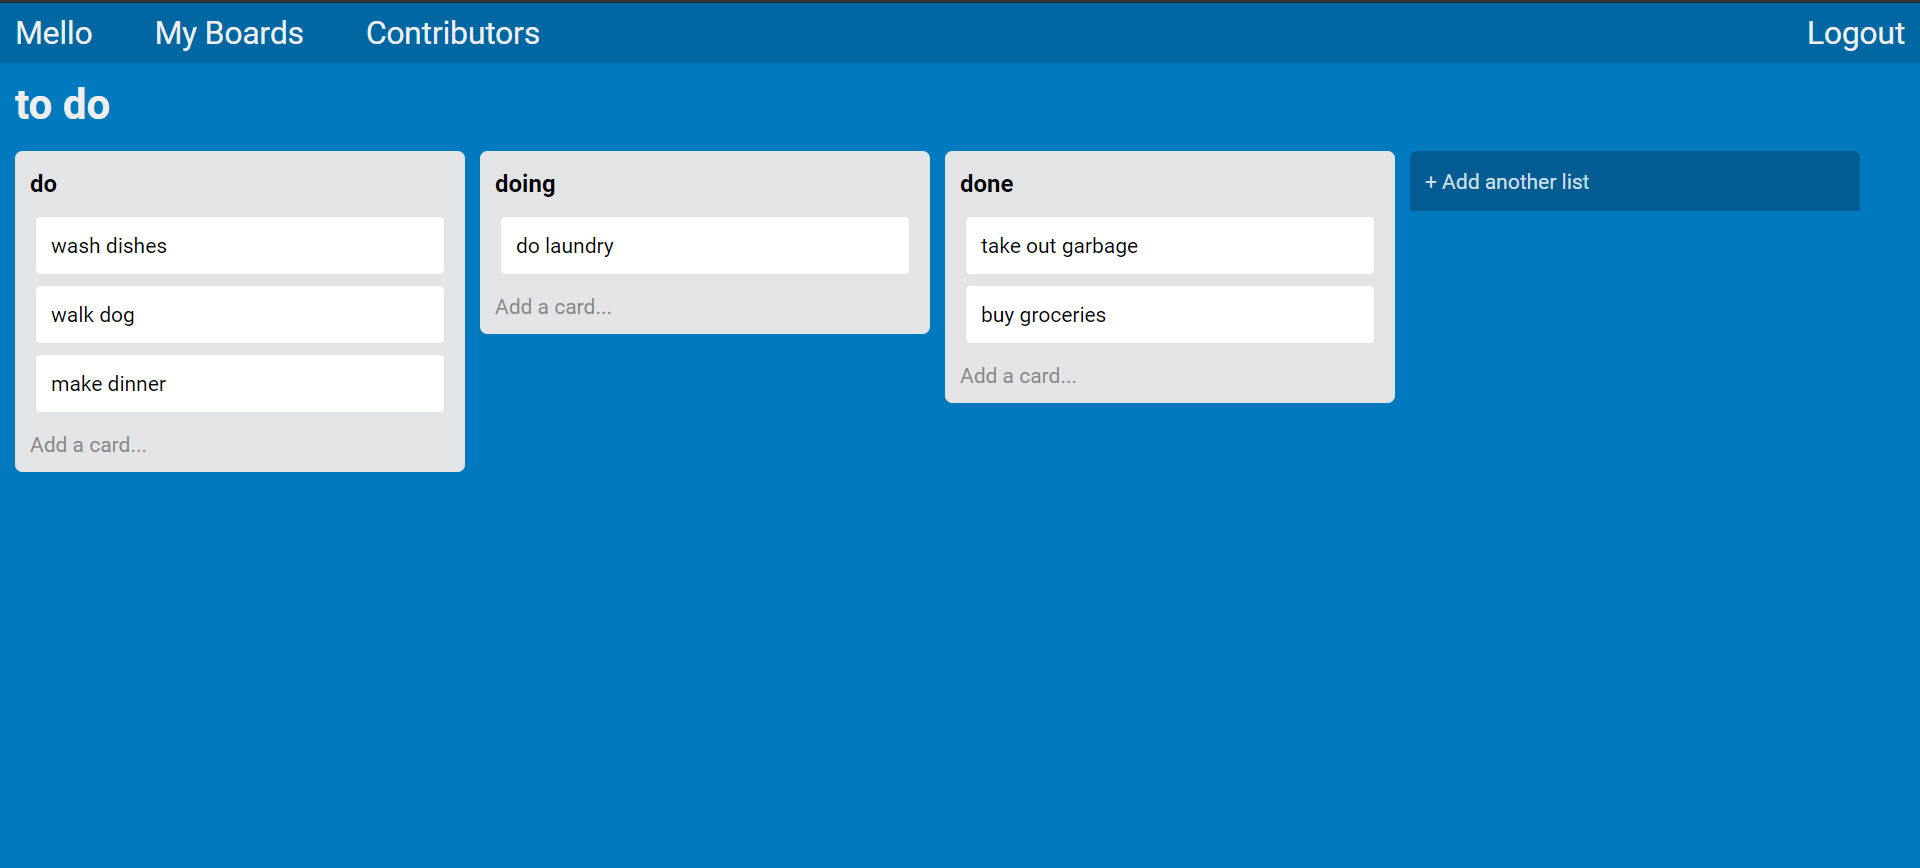 Mello My Boards Contributors Logout
to do
do
wash dishes
walk dog
make dinner
Add a card...
doing
do laundry
Add a card...
done
take out garbage
buy groceries
Add a card...
+ Add another list